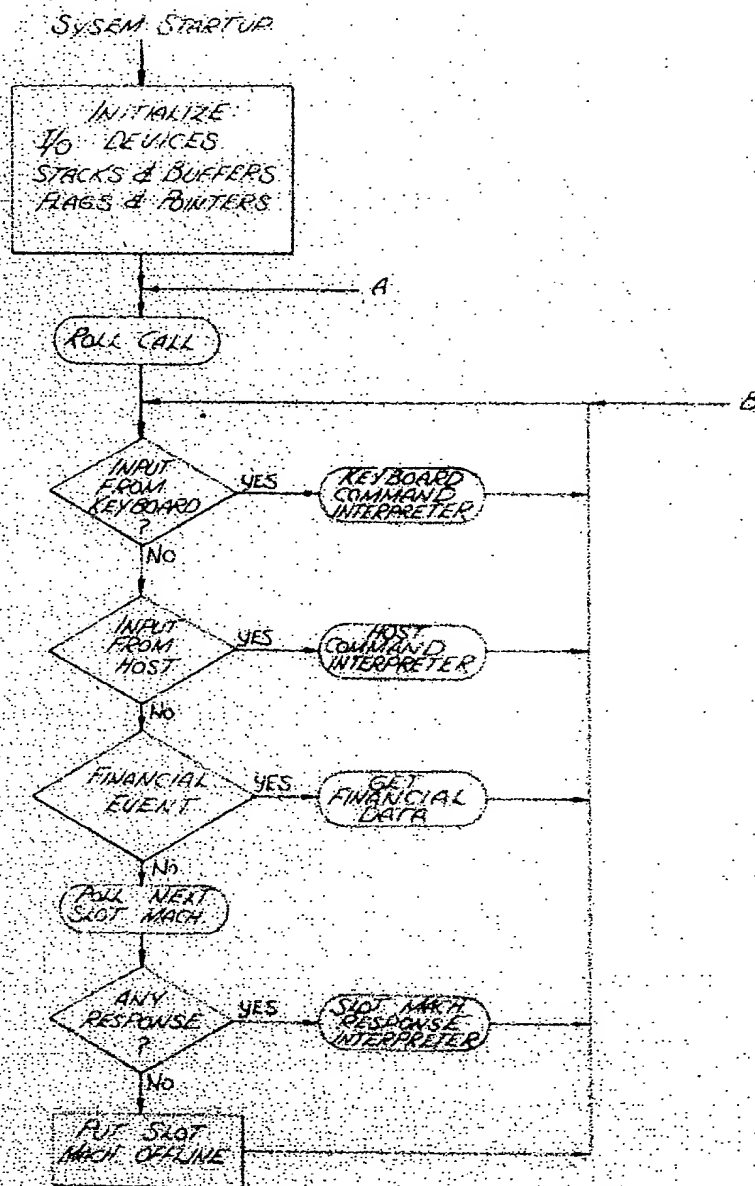 SYSEM STARTUP
INITIALIZE
I/O DEVICES
STACKS & BUFFERS
FLAGS & POINTERS
A
ROLL CALL
B
INPUT
FROM
KEYBOARD
?
YES
KEYBOARD
COMMAND
INTERPRETER
NO
INPUT
FROM
HOST
YES
HOST
COMMAND
INTERPRETER
NO
FINANCIAL
EVENT
YES
GET
FINANCIAL
DATA
NO
POLL NEXT
SLOT MACH.
ANY
RESPONSE
?
YES
SLOT MACH
RESPONSE
INTERPRETER
NO
PUT SLOT
MACH OFFLINE